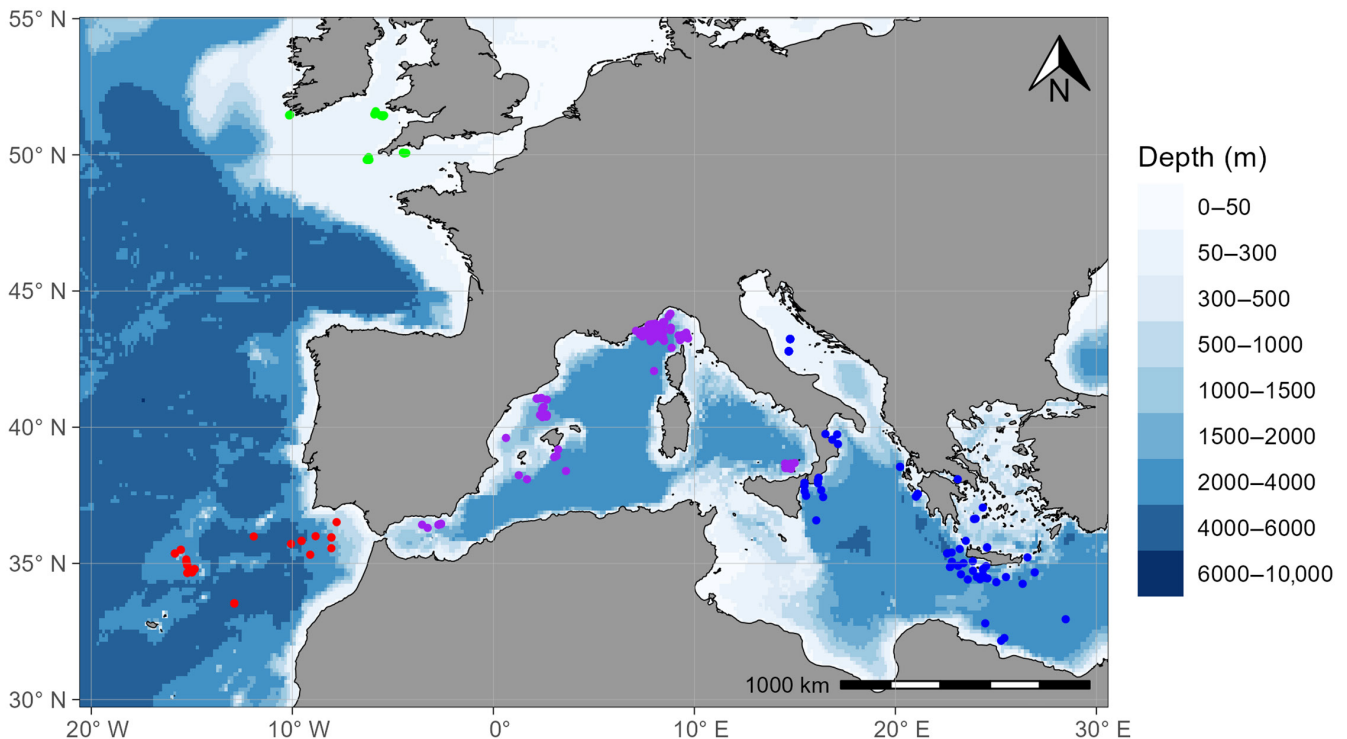 55° N
50° N
45° N
40° N
35° N
30° N
20° W
10° W
0°
10° E
20° E
30° E
N
1000 km
Depth (m)
0–50
50–300
300–500
500–1000
1000–1500
1500–2000
2000–4000
4000–6000
6000–10,000